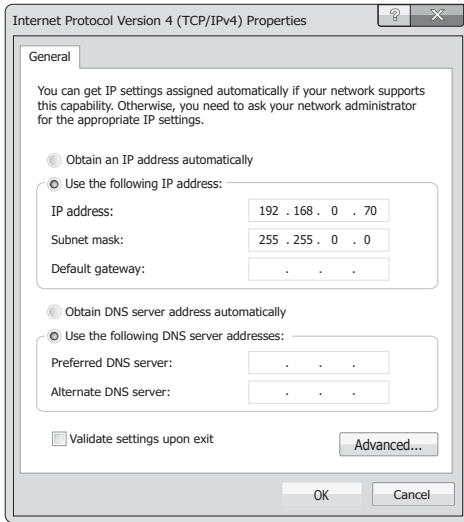 Internet Protocol Version 4 (TCP/IPv4) Properties
General
You can get IP settings assigned automatically if your network supports
this capability. Otherwise, you need to ask your network administrator
for the appropriate IP settings.
Obtain an IP address automatically
Use the following IP address:
IP address: 192 . 168 . 0 . 70
Subnet mask: 255 . 255 . 0 . 0
Default gateway: . . .
Obtain DNS server address automatically
Use the following DNS server addresses:
Preferred DNS server: . . .
Alternate DNS server: . . .
Validate settings upon exit
Advanced...
OK Cancel